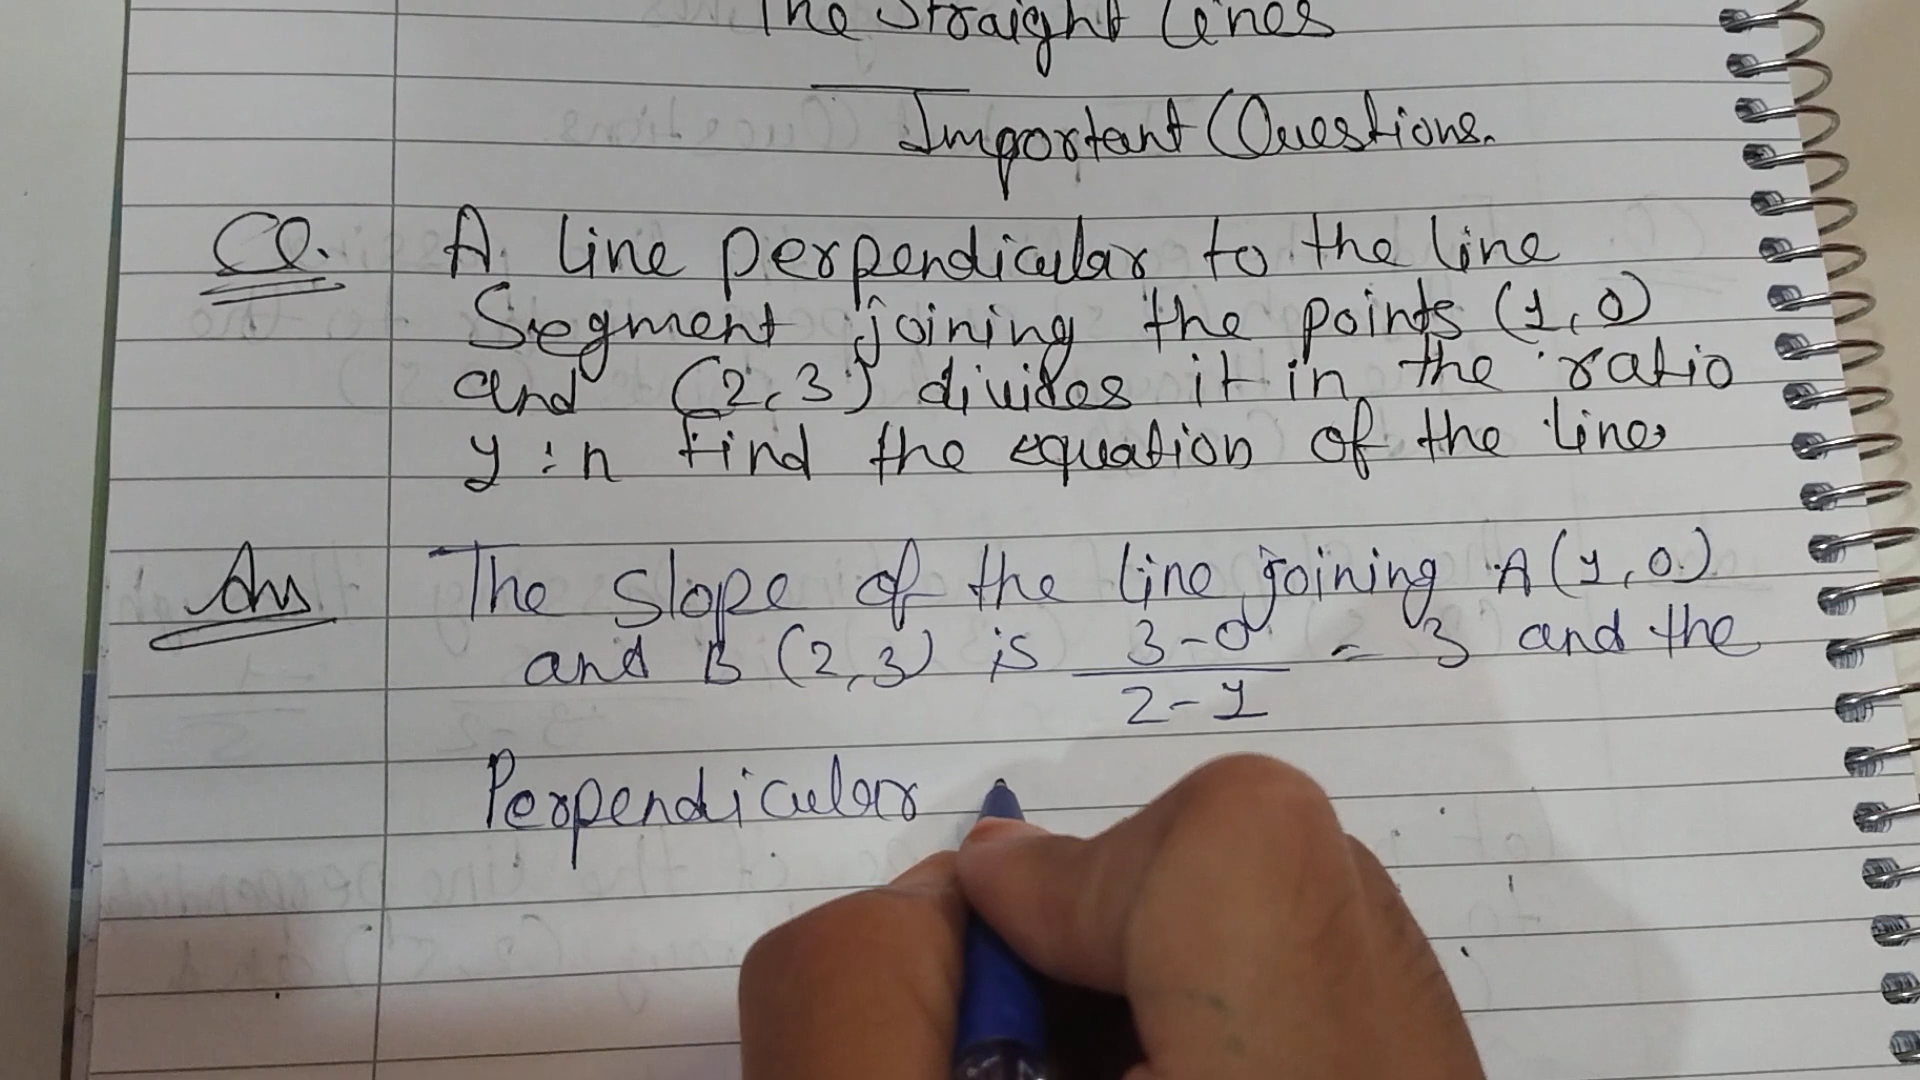 The Straight Lines
Important Questions.
Q. A line perpendicular to the line
Segment joining the points (1, 0)
and (2, 3) divides it in the ratio
1 : n find the equation of the line.
Ans The slope of the line joining A (1, 0)
and B (2, 3) is 3-0/2-1 = 3 and the
Perpendicular